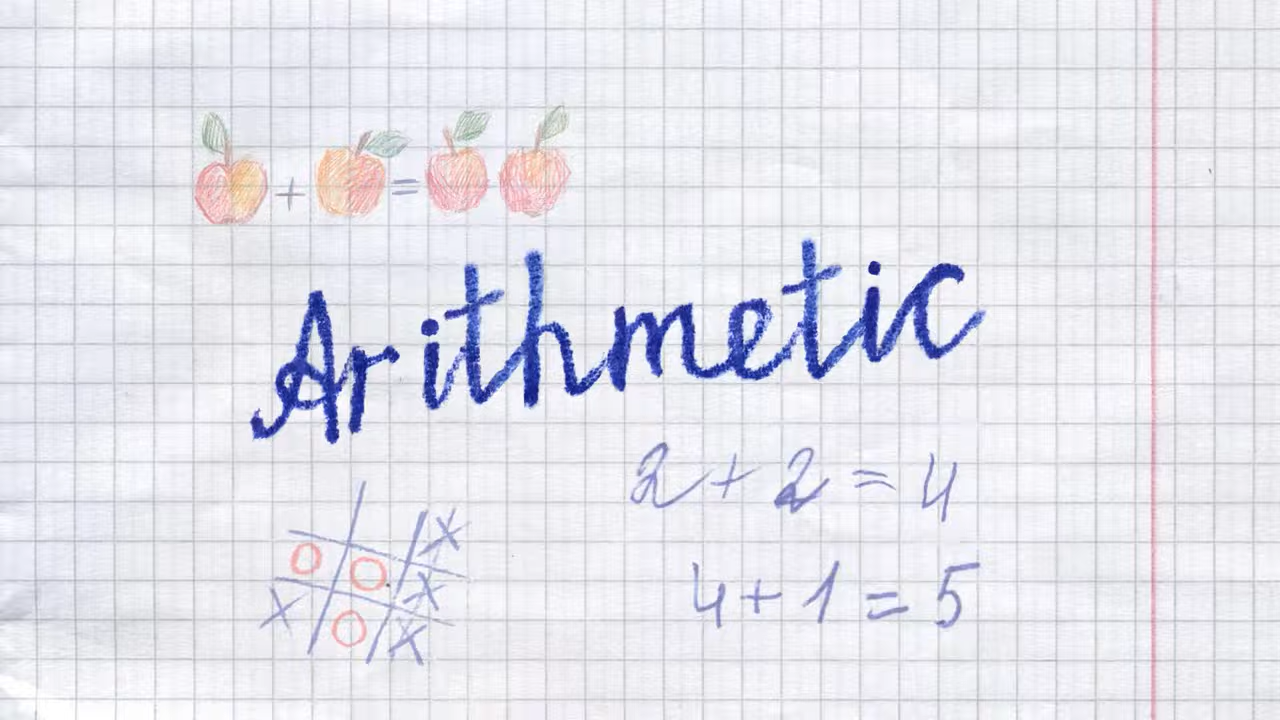 + =
Arithmetic
2 + 2 = 4
4 + 1 = 5
X
O O X
X O X